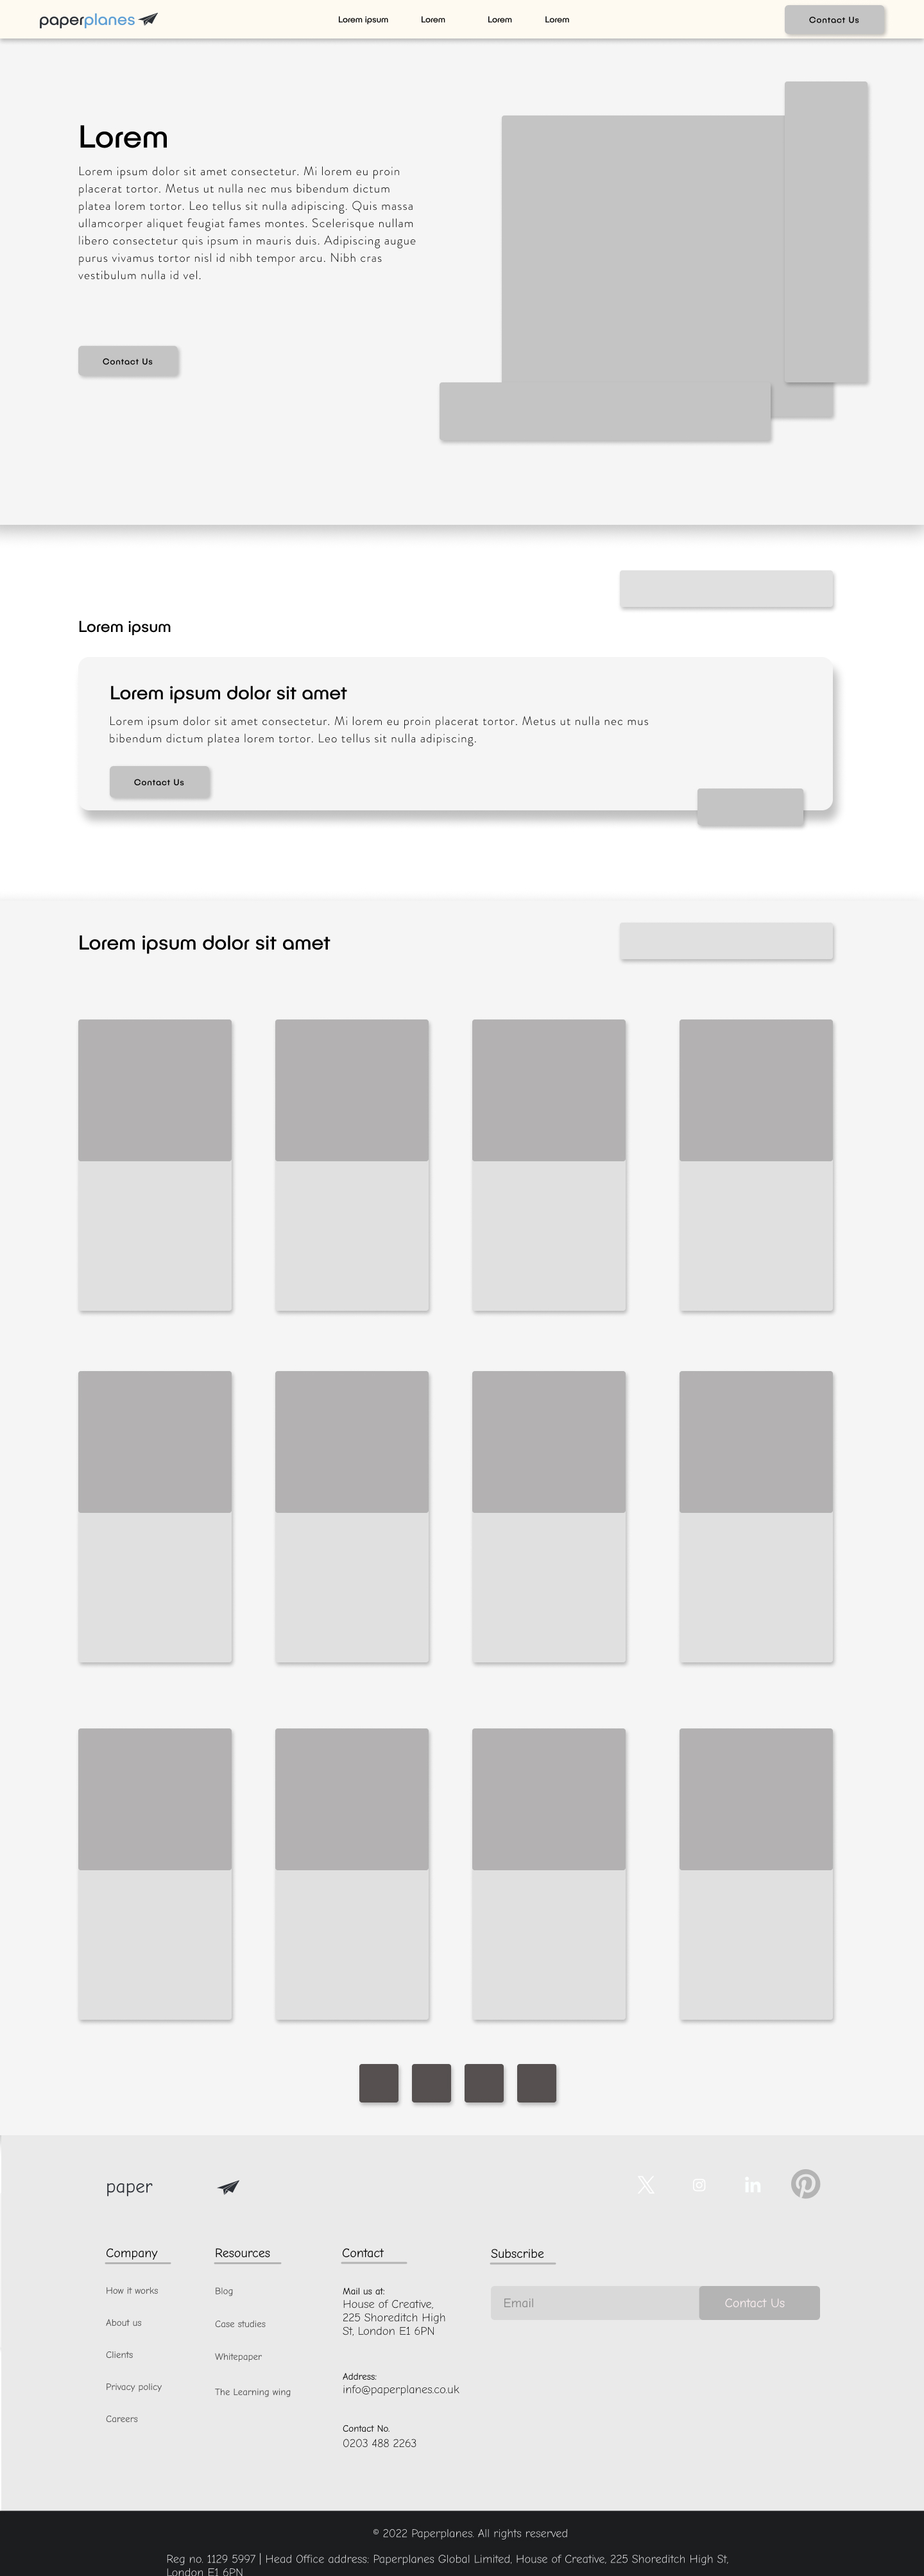 paperplanes
Lorem ipsum
Lorem
Lorem
Lorem
Contact Us
Lorem
Lorem ipsum dolor sit amet consectetur. Mi lorem eu proin
placerat tortor. Metus ut nulla nec mus bibendum dictum
platea lorem tortor. Leo tellus sit nulla adipiscing. Quis massa
ullamcorper aliquet feugiat fames montes. Scelerisque nullam
libero consectetur quis ipsum in mauris duis. Adipiscing augue
purus vivamus tortor nisl id nibh tempor arcu. Nibh cras
vestibulum nulla id vel.
Contact Us
Lorem ipsum
Lorem ipsum dolor sit amet
Lorem ipsum dolor sit amet consectetur. Mi lorem eu proin placerat tortor. Metus ut nulla nec mus
bibendum dictum platea lorem tortor. Leo tellus sit nulla adipiscing.
Contact Us
Lorem ipsum dolor sit amet
paper
Company
How it works
About us
Clients
Privacy policy
Careers
Resources
Blog
Case studies
Whitepaper
The Learning wing
Contact
Mail us at:
House of Creative,
225 Shoreditch High
St, London E1 6PN
Address:
info@paperplanes.co.uk
Contact No.
0203 488 2263
Subscribe
Email
Contact Us
© 2022 Paperplanes. All rights reserved
Reg no. 1129 5997 | Head Office address: Paperplanes Global Limited, House of Creative, 225 Shoreditch High St,
London E1 6PN